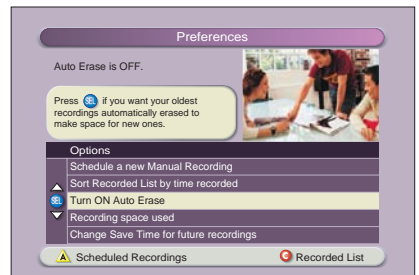 Preferences
Auto Erase is OFF.
Press SEL if you want your oldest
recordings automatically erased to
make space for new ones.
Options
Schedule a new Manual Recording
Sort Recorded List by time recorded
SEL Turn ON Auto Erase
Recording space used
Change Save Time for future recordings
A Scheduled Recordings
C Recorded List